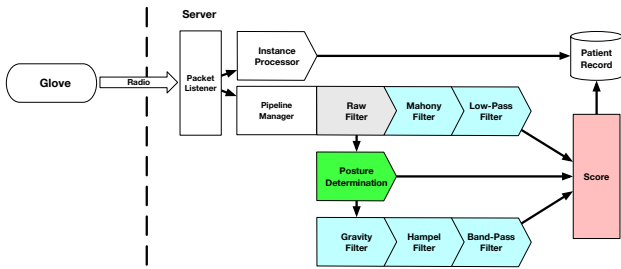 Server
Glove
Radio
Packet
Listener
Instance
Processor
Patient
Record
Pipeline
Manager
Raw
Filter
Mahony
Filter
Low-Pass
Filter
Posture
Determination
Score
Gravity
Filter
Hampel
Filter
Band-Pass
Filter